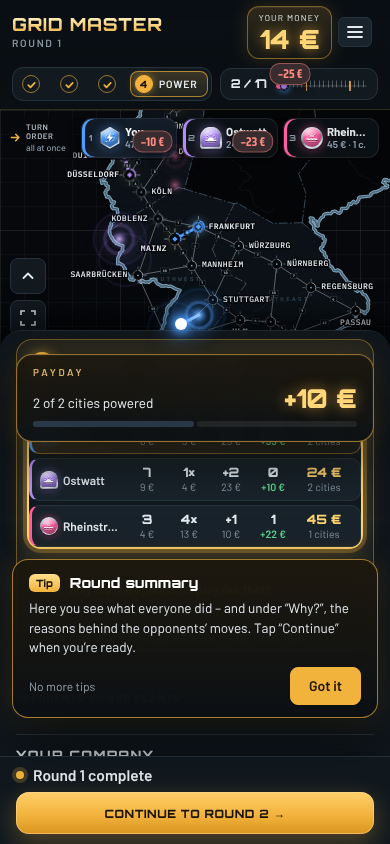 GRID MASTER
ROUND 1
YOUR MONEY
14 €
4 POWER
2 / 17
-25 €
TURN ORDER
all at once
1 You
-10 €
2 Ostwatt
-23 €
3 Rhein...
45 € · 1 c.
DÜSSELDORF
KÖLN
KOBLENZ
FRANKFURT
MAINZ
WÜRZBURG
SAARBRÜCKEN
MANNHEIM
NÜRNBERG
REGENSBURG
STUTTGART
PASSAU
PAYDAY
2 of 2 cities powered
+10 €
Ostwatt 7 1x +2 0 24 €
9 € 4 € 23 € +10 € 2 cities
Rheinstr... 3 4x +1 1 45 €
4 € 13 € 10 € +22 € 1 cities
Tip Round summary
Here you see what everyone did – and under “Why?”, the
reasons behind the opponents’ moves. Tap “Continue”
when you’re ready.
No more tips
Got it
YOUR COMPANY
Round 1 complete
CONTINUE TO ROUND 2 →